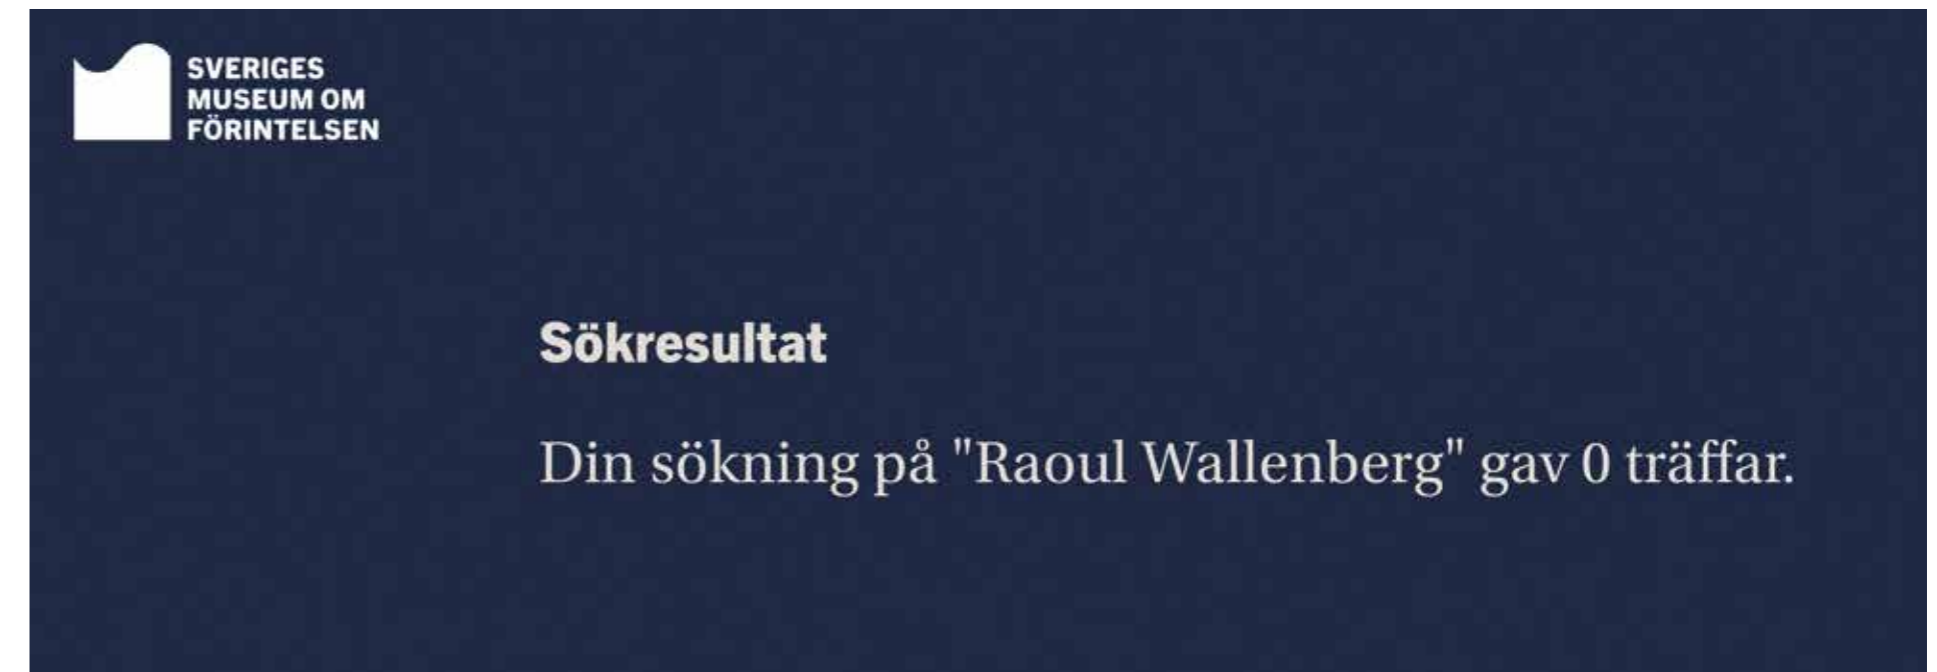 SVERIGES
MUSEUM OM
FÖRINTELSEN
Sökresultat
Din sökning på "Raoul Wallenberg" gav 0 träffar.